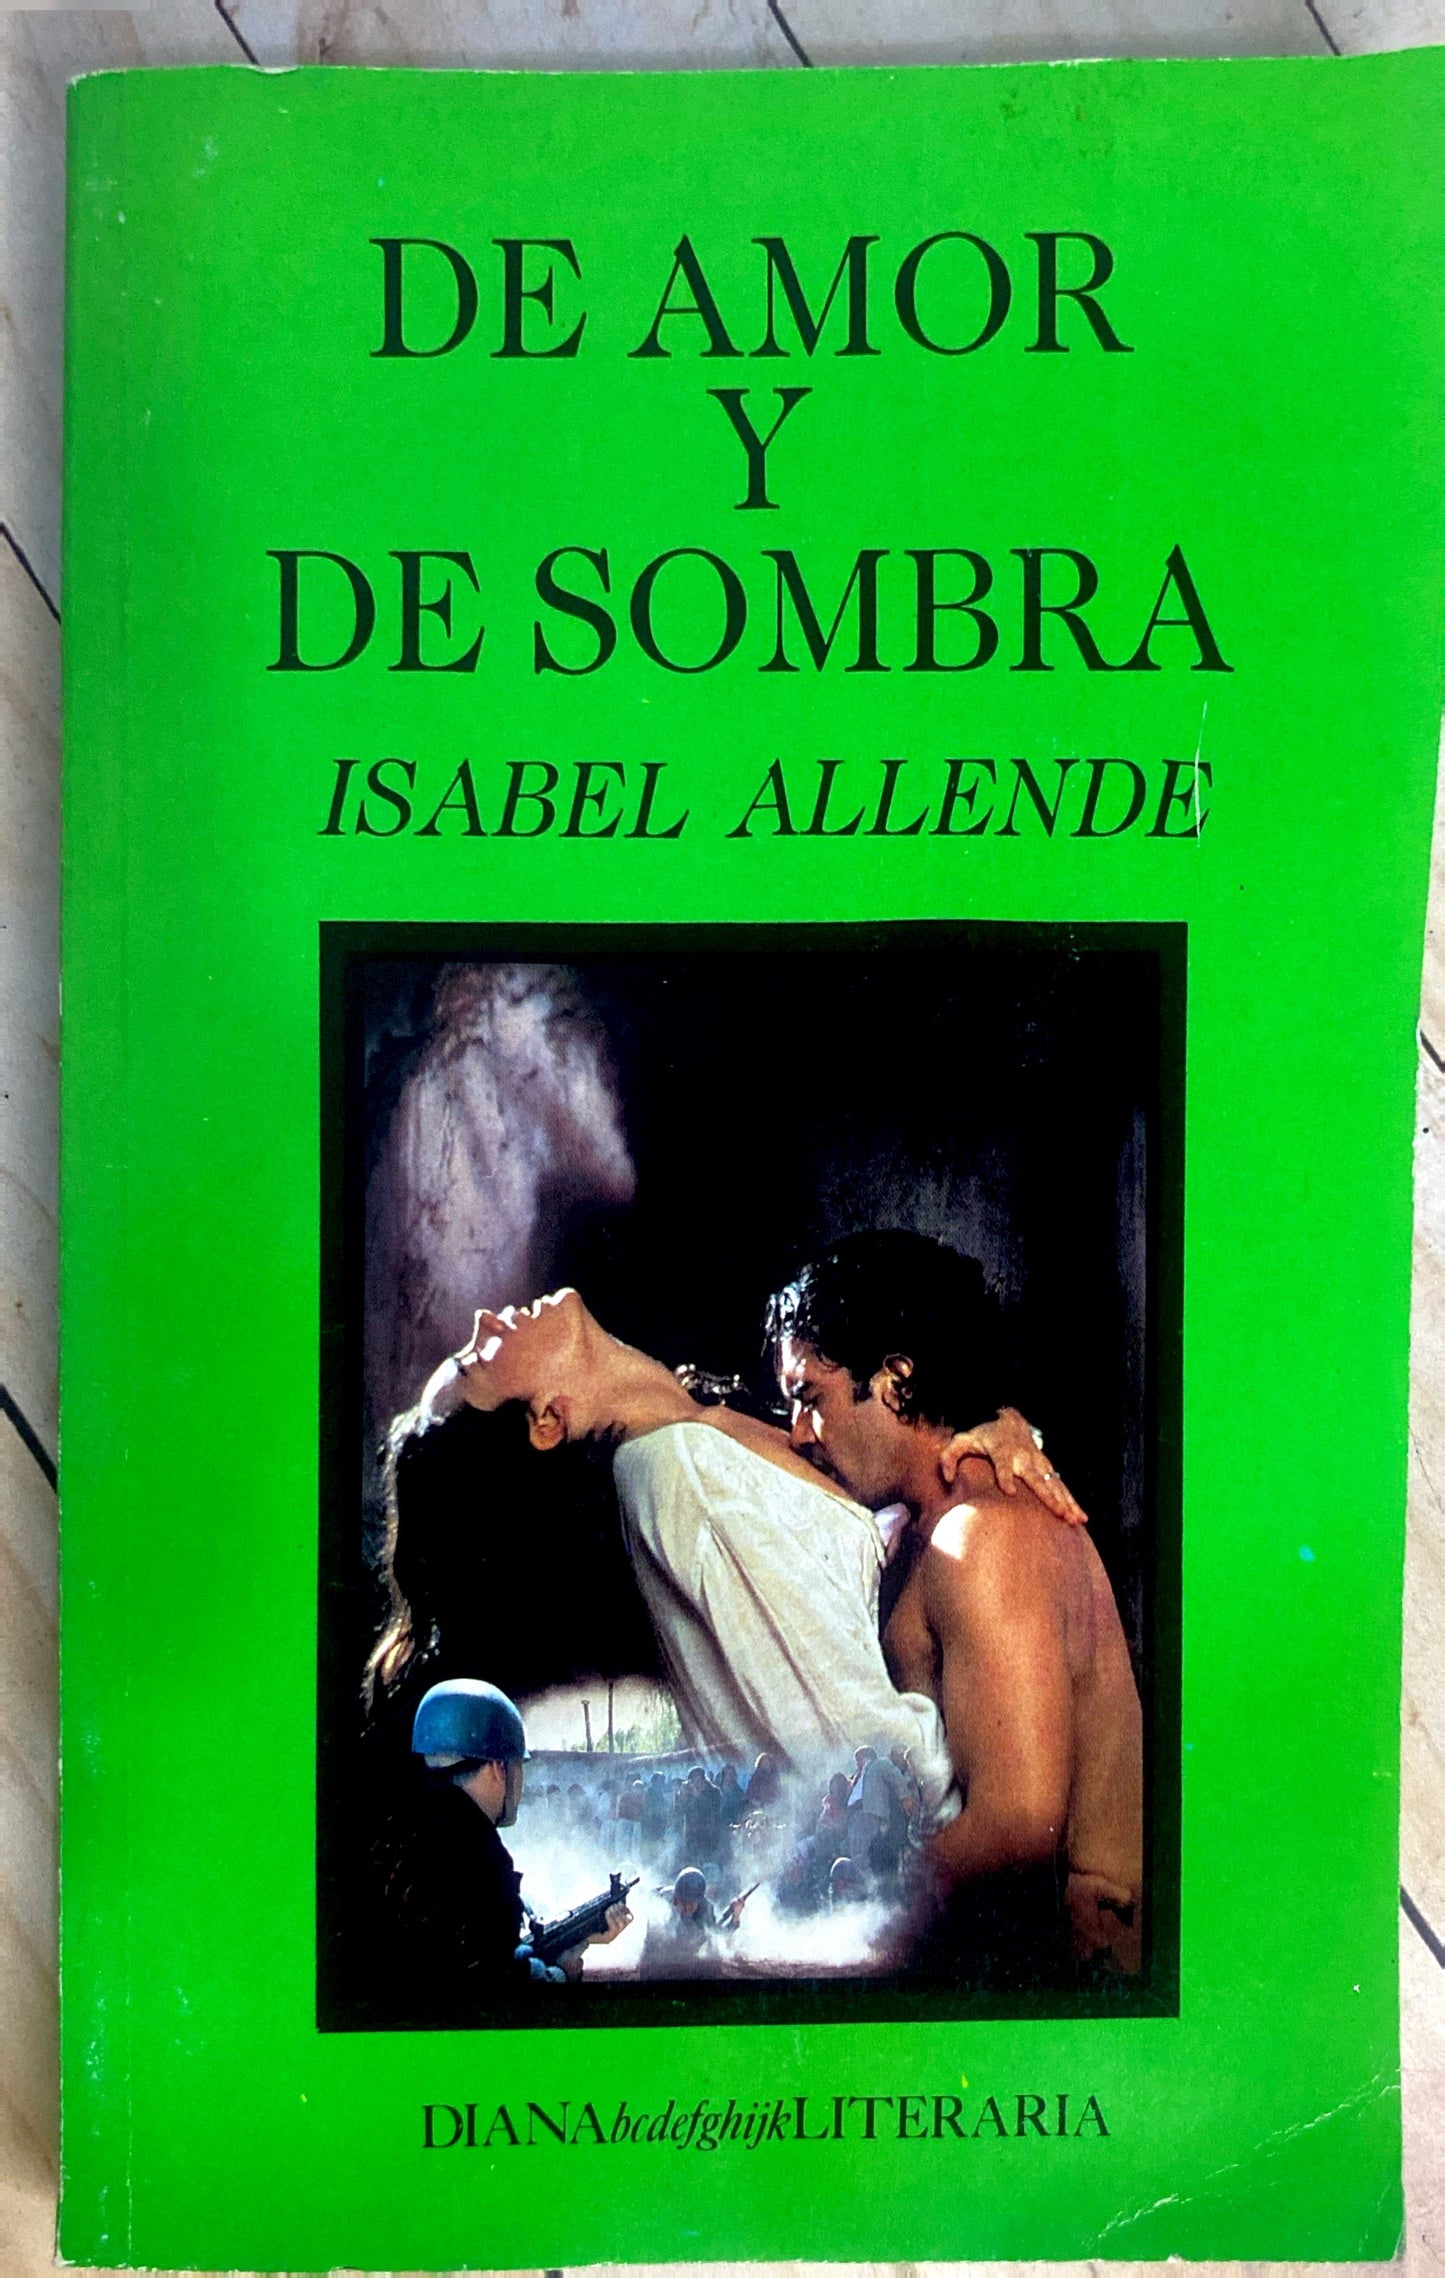 DE AMOR
Y
DE SOMBRA
ISABEL ALLENDE
DIANAbcdefghijkLITERARIA